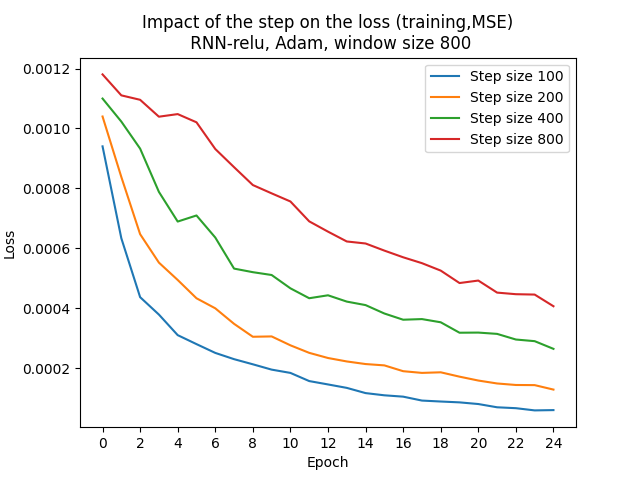 Impact of the step on the loss (training,MSE)
RNN-relu, Adam, window size 800
0.0012
0.0010
0.0008
0.0006
0.0004
0.0002
Loss
Step size 100
Step size 200
Step size 400
Step size 800
0 2 4 6 8 10 12 14 16 18 20 22 24
Epoch